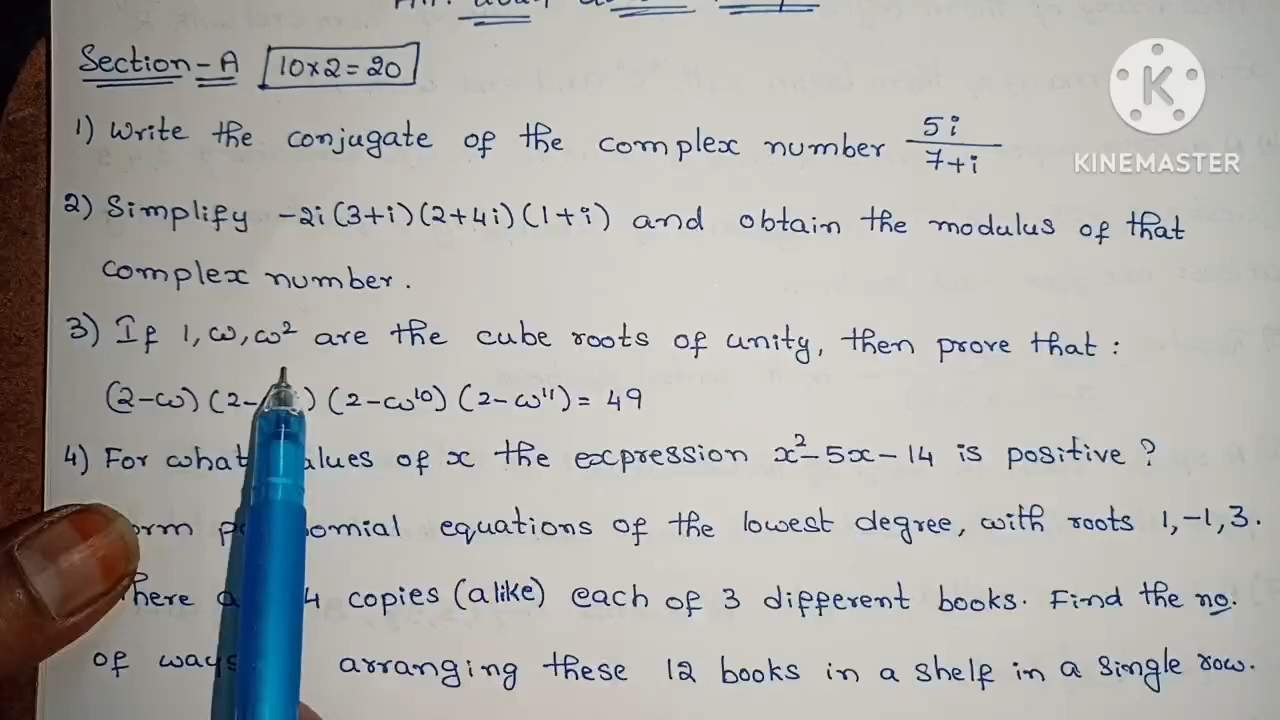 Section-A 10×2=20
1) Write the conjugate of the complex number 5i/7+i
KINEMASTER
2) Simplify -2i(3+i)(2+4i)(1+i) and obtain the modulus of that
complex number.
3) If 1, ω, ω² are the cube roots of unity, then prove that :
(2-ω) (2- ) (2-ω¹⁰) (2-ω¹¹) = 49
4) For what values of x the expression x²-5x-14 is positive ?
equations of the lowest degree, with roots 1, -1, 3.
4 copies (alike) each of 3 different books. Find the no.
of ways arranging these 12 books in a shelf in a single row.